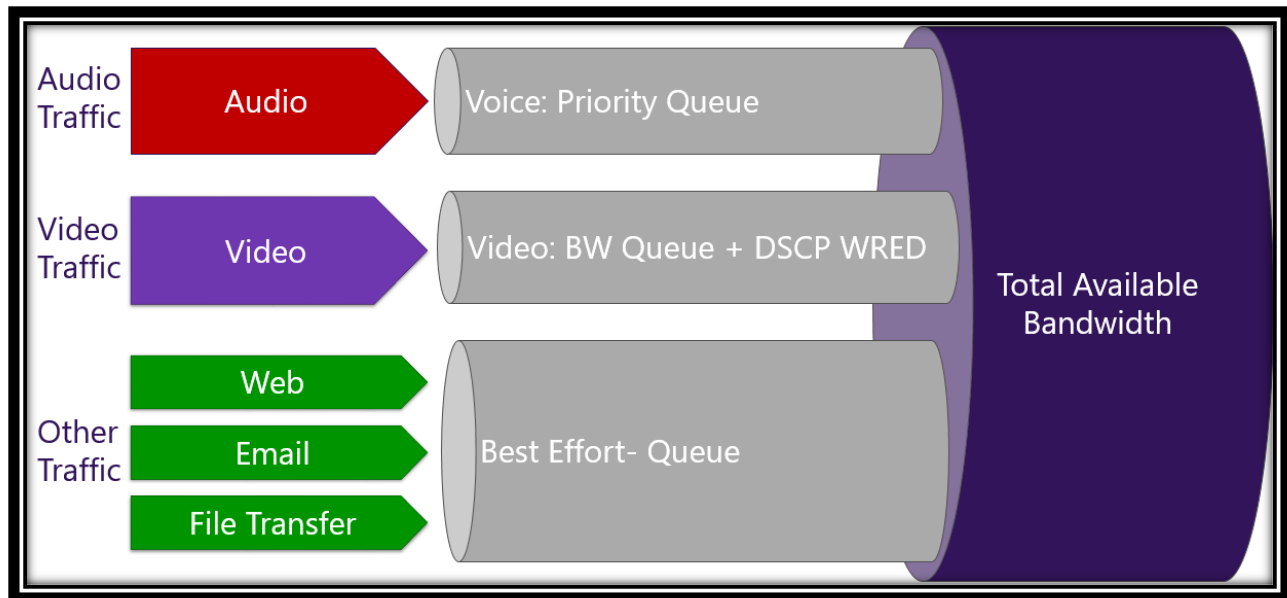 Audio
Traffic
Audio
Voice: Priority Queue
Video
Traffic
Video
Video: BW Queue + DSCP WRED
Total Available
Bandwidth
Other
Traffic
Web
Email
File Transfer
Best Effort- Queue